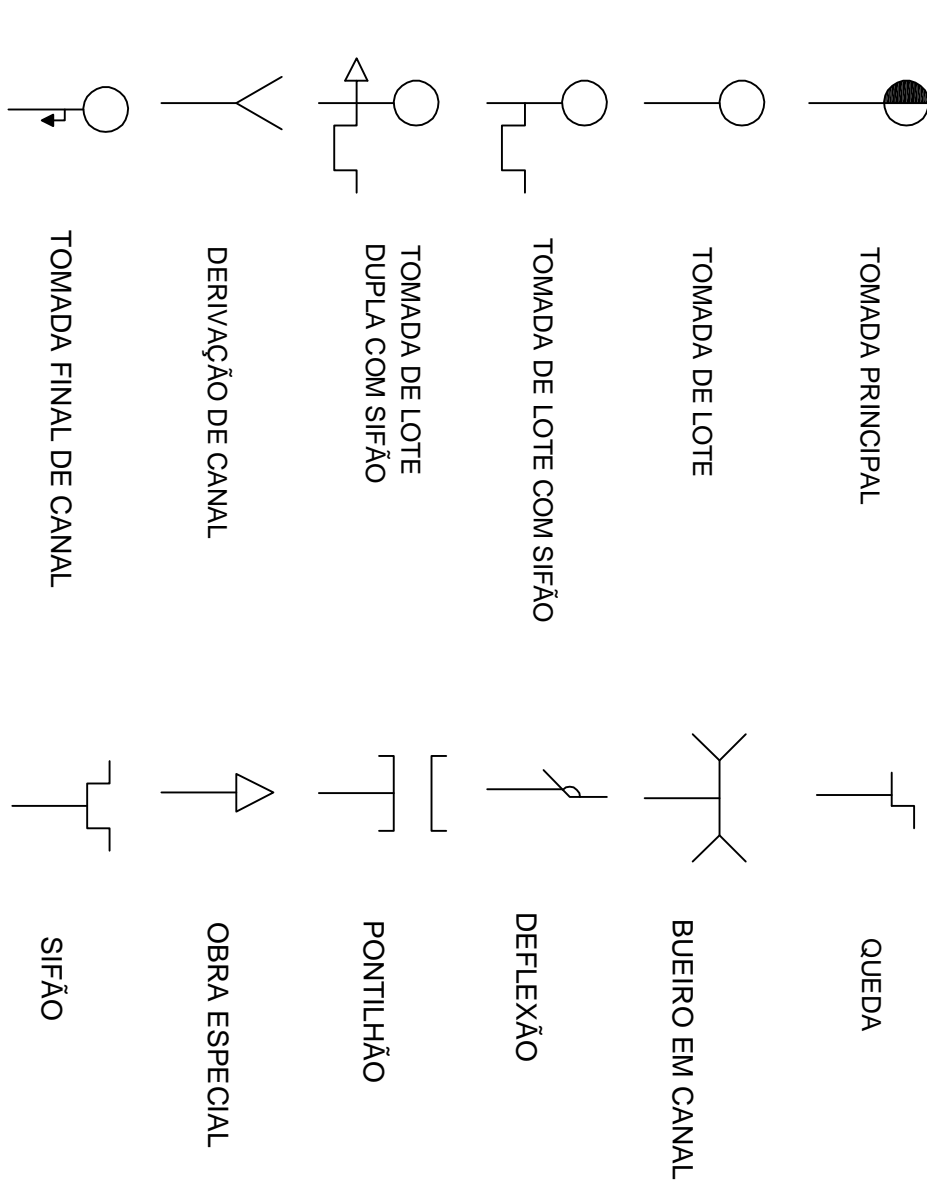 TOMADA PRINCIPAL
TOMADA DE LOTE
TOMADA DE LOTE COM SIFÃO
TOMADA DE LOTE
DUPLA COM SIFÃO
DERIVAÇÃO DE CANAL
TOMADA FINAL DE CANAL
QUEDA
BUEIRO EM CANAL
DEFLEXÃO
PONTILHÃO
OBRA ESPECIAL
SIFÃO